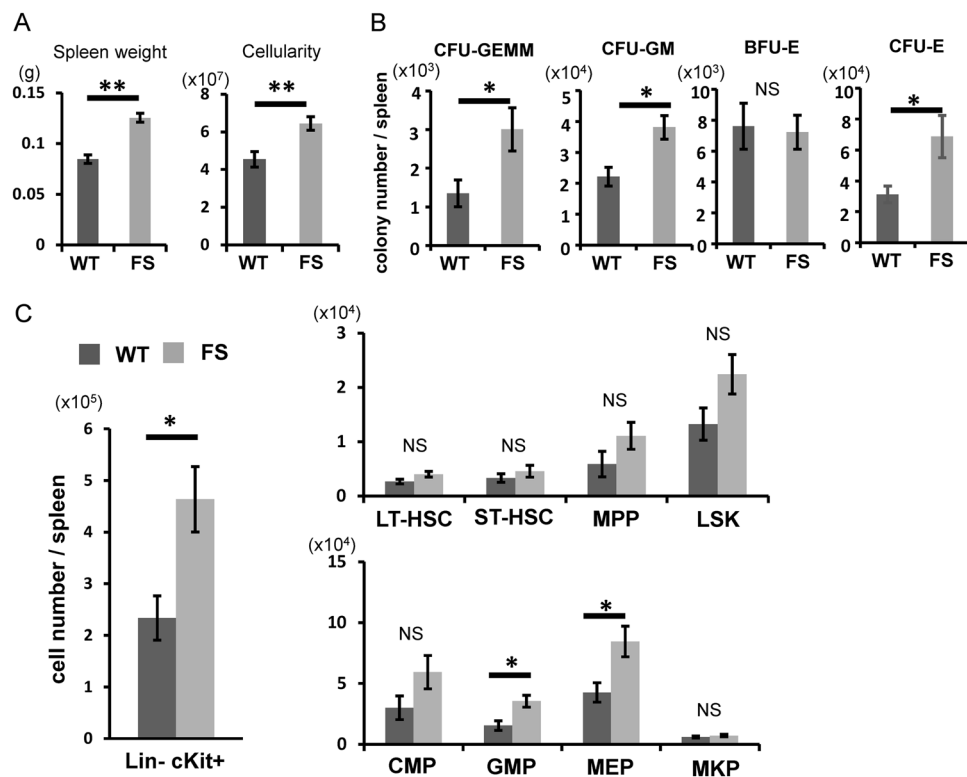 A
Spleen weight
(g)
**
0.15
0.1
0.05
0
WT FS
Cellularity
(x10⁷)
**
8
6
4
2
0
WT FS
B
colony number / spleen
CFU-GEMM
(x10³)
*
4
3
2
1
0
WT FS
CFU-GM
(x10⁴)
*
5
4
3
2
1
0
WT FS
BFU-E
(x10³)
NS
10
8
6
4
2
0
WT FS
CFU-E
(x10⁴)
*
10
8
6
4
2
0
WT FS
C
WT FS
(x10⁵)
*
cell number / spleen
6
5
4
3
2
1
0
Lin- cKit+
(x10⁴)
3
2
1
0
NS NS NS NS
LT-HSC ST-HSC MPP LSK
(x10⁴)
15
10
5
0
NS * * NS
CMP GMP MEP MKP